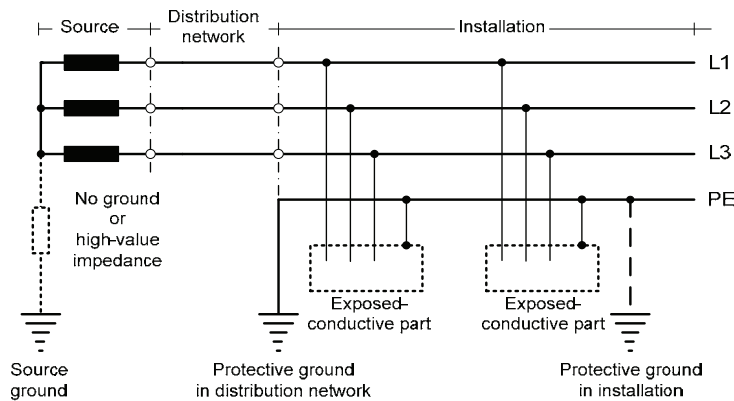 Source
Distribution
network
Installation
L1
L2
L3
PE
No ground
or
high-value
impedance
Exposed-
conductive part
Exposed-
conductive part
Source
ground
Protective ground
in distribution network
Protective ground
in installation